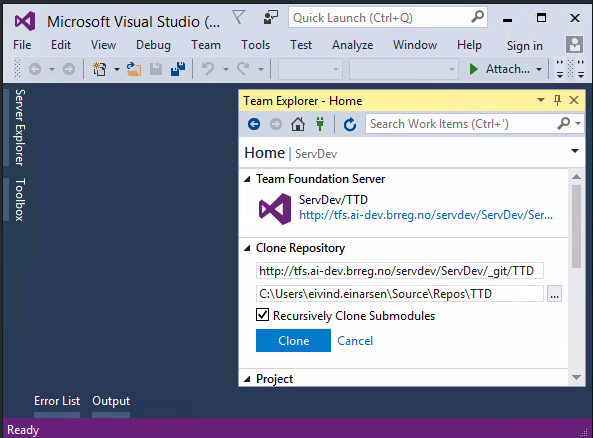 Microsoft Visual Studio (...
Quick Launch (Ctrl+Q)
File Edit View Debug Team Tools Test Analyze Window Help Sign in
Attach...
Server Explorer
Toolbox
Team Explorer - Home
Search Work Items (Ctrl+')
Home | ServDev
Team Foundation Server
ServDev/TTD
http://tfs.ai-dev.brreg.no/servdev/ServDev/Ser...
Clone Repository
http://tfs.ai-dev.brreg.no/servdev/ServDev/_git/TTD
C:\Users\eivind.einarsen\Source\Repos\TTD
...
Recursively Clone Submodules
Clone Cancel
Project
Error List Output
Ready